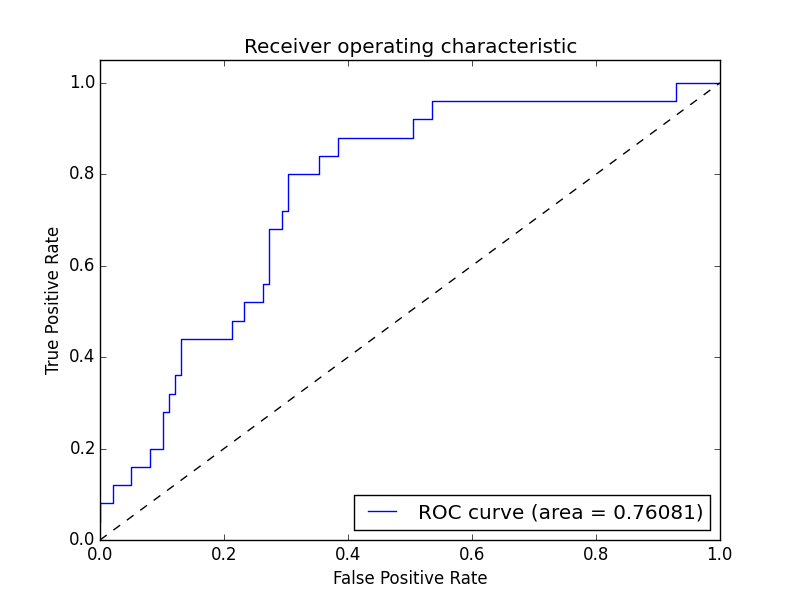 Receiver operating characteristic
1.0
0.8
0.6
0.4
0.2
0.0
True Positive Rate
ROC curve (area = 0.76081)
0.0 0.2 0.4 0.6 0.8 1.0
False Positive Rate